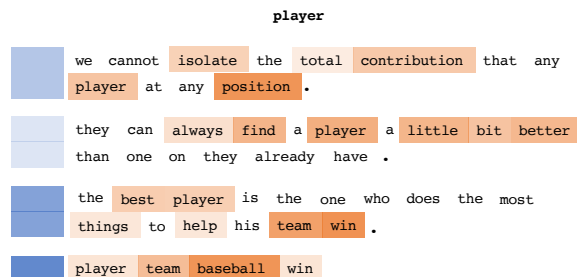 player
we cannot isolate the total contribution that any
player at any position .
they can always find a player a little bit better
than one on they already have .
the best player is the one who does the most
things to help his team win .
player team baseball win